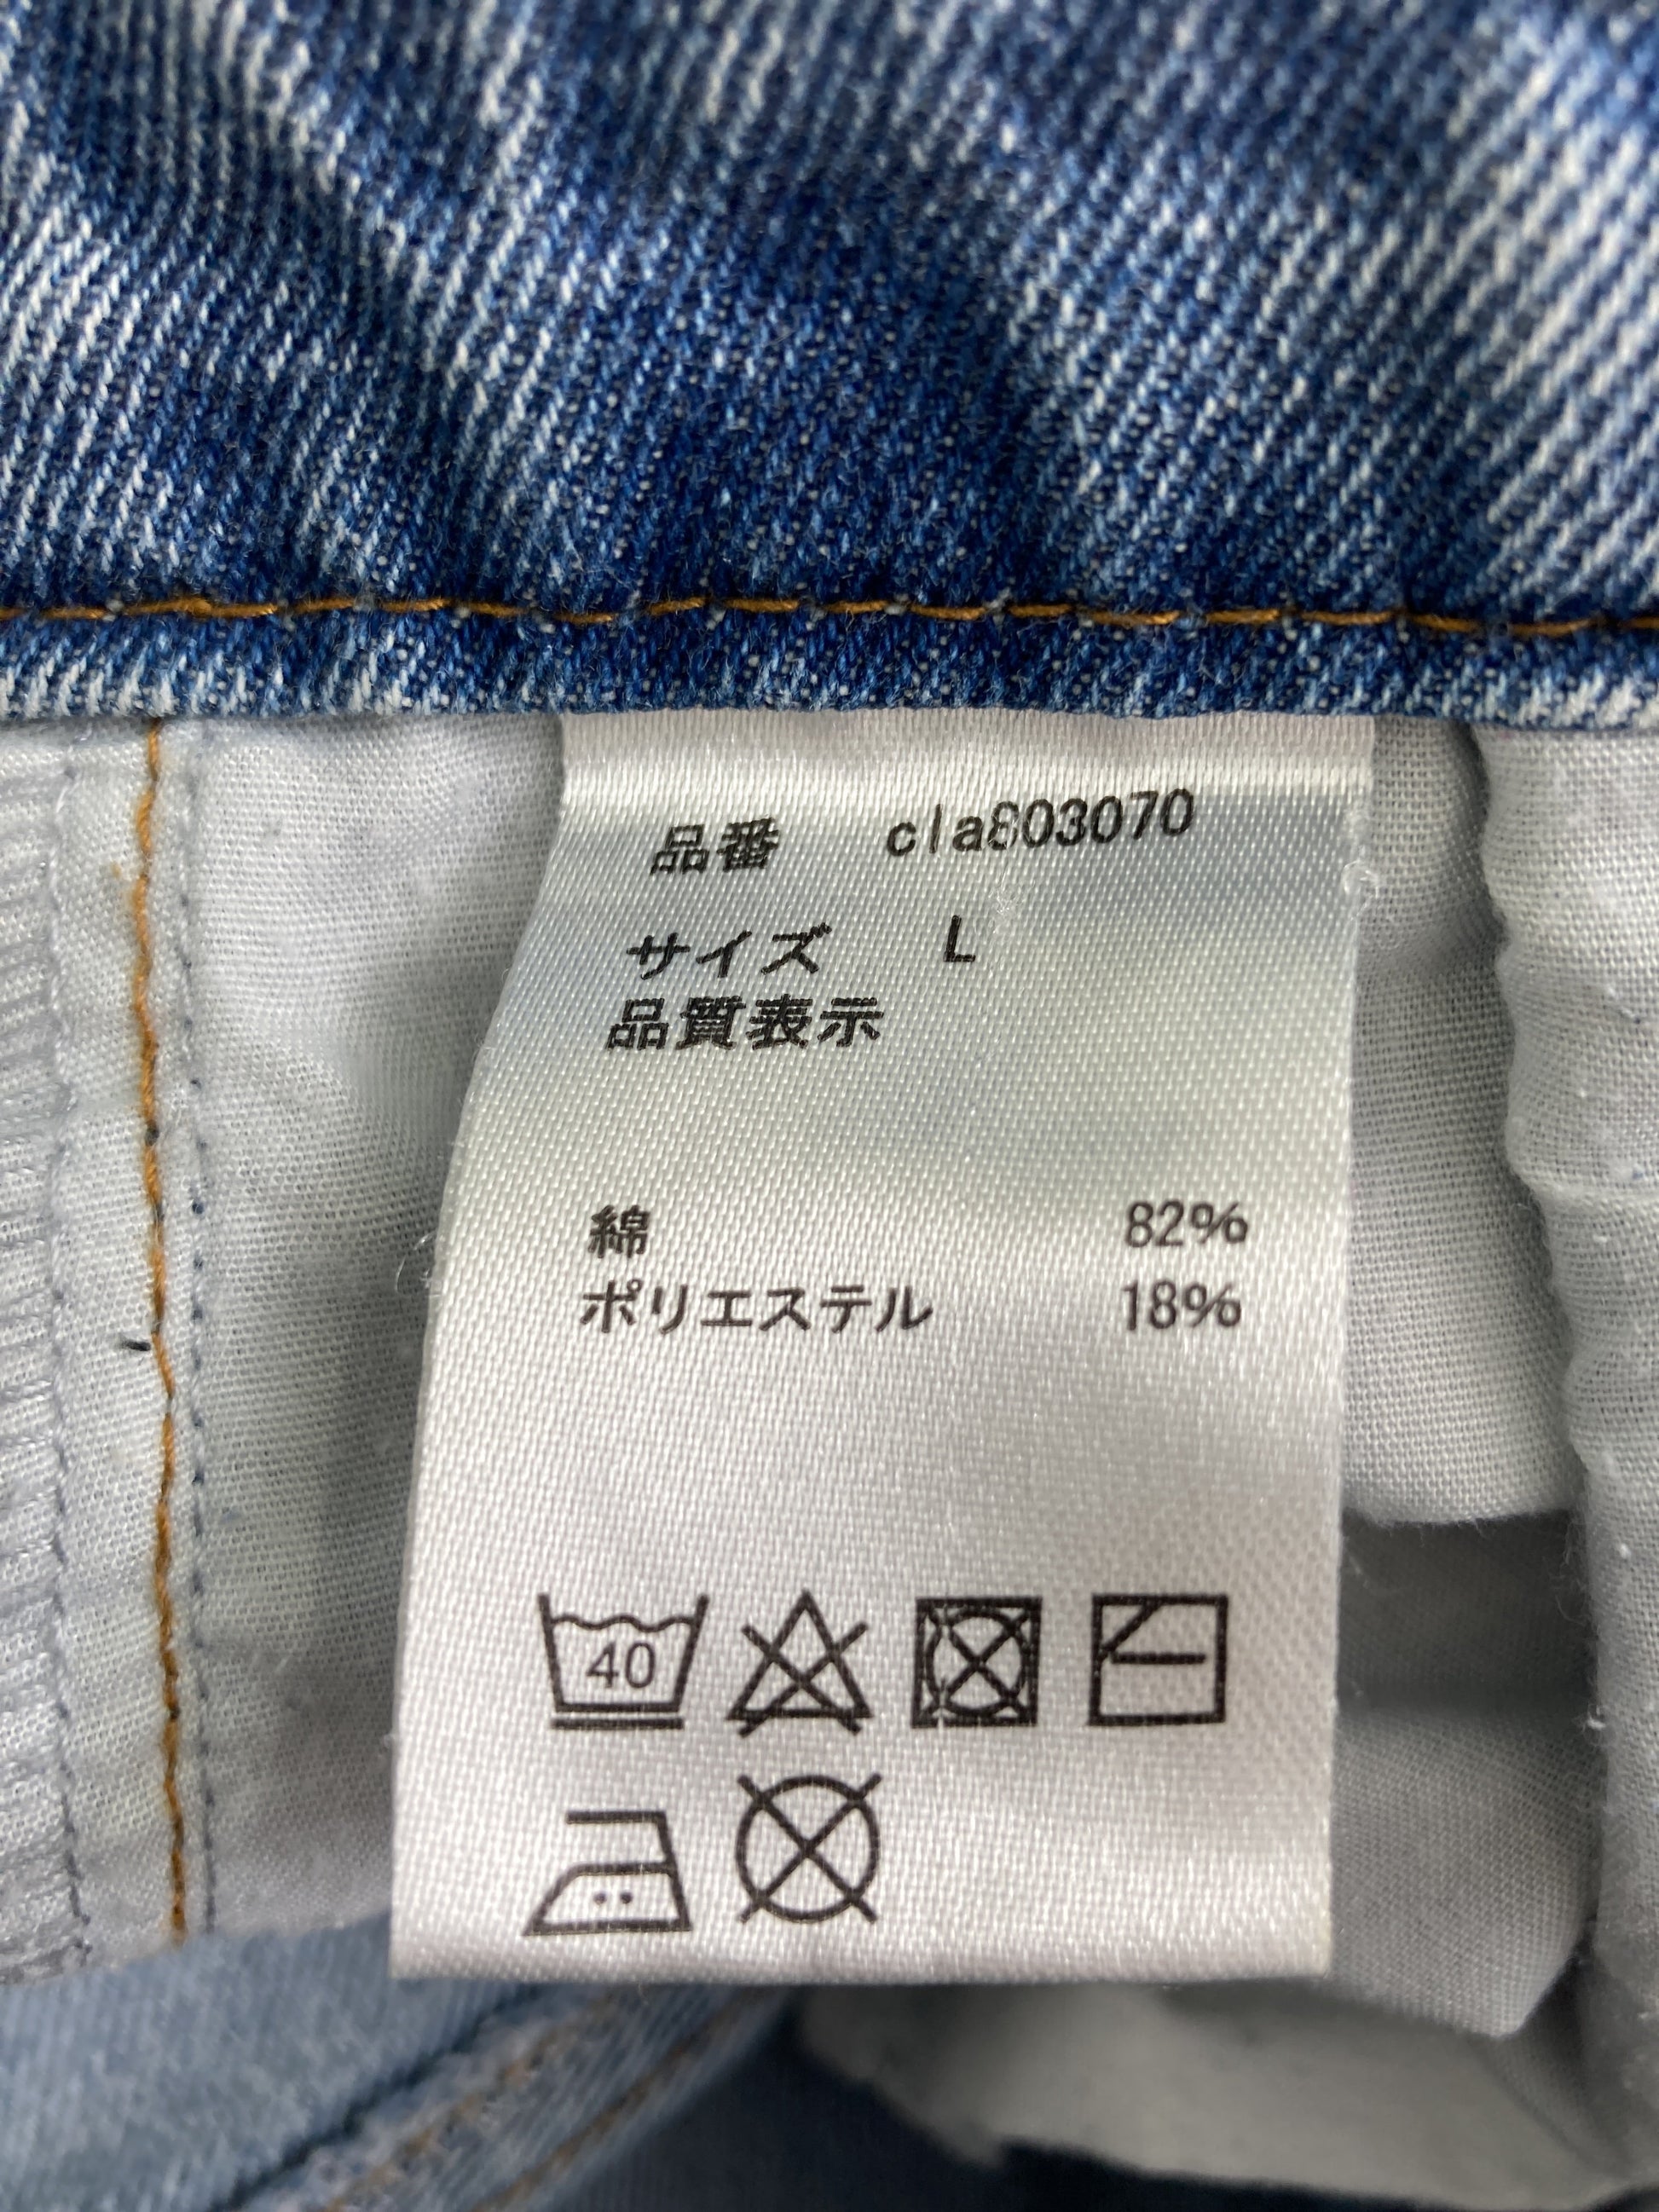 品番 cla803070
サイズ L
品質表示
綿 82%
ポリエステル 18%
40